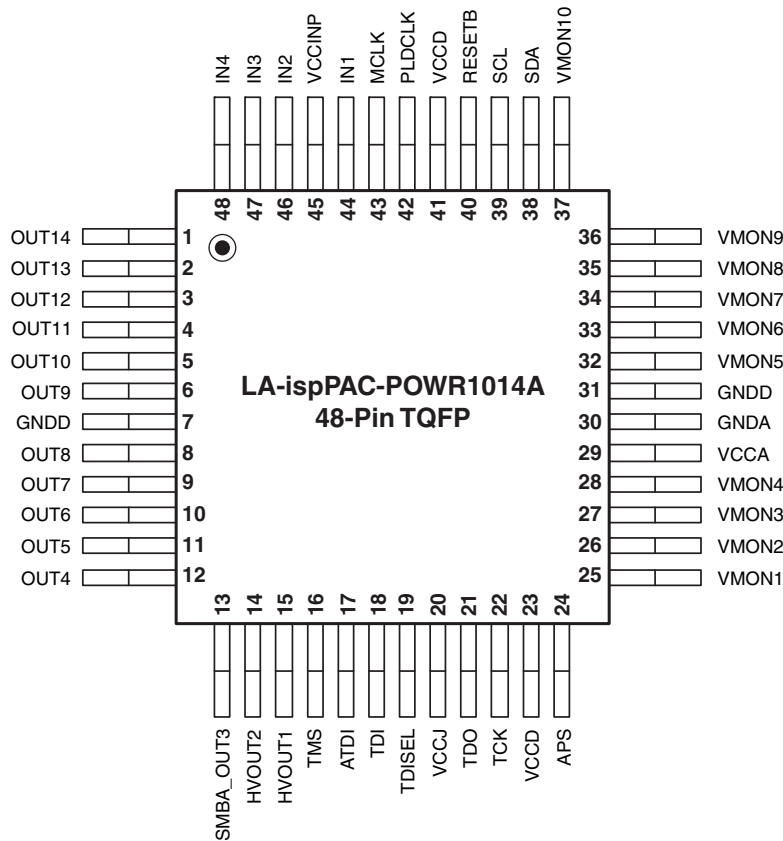 IN4
IN3
IN2
VCCINP
IN1
MCLK
PLDCLK
VCCD
RESETB
SCL
SDA
VMON10
48
47
46
45
44
43
42
41
40
39
38
37
OUT14 1
OUT13 2
OUT12 3
OUT11 4
OUT10 5
OUT9 6
GNDD 7
OUT8 8
OUT7 9
OUT6 10
OUT5 11
OUT4 12
LA-ispPAC-POWR1014A
48-Pin TQFP
36 VMON9
35 VMON8
34 VMON7
33 VMON6
32 VMON5
31 GNDD
30 GNDA
29 VCCA
28 VMON4
27 VMON3
26 VMON2
25 VMON1
13
14
15
16
17
18
19
20
21
22
23
24
SMBA_OUT3
HVOUT2
HVOUT1
TMS
ATDI
TDI
TDISEL
VCCJ
TDO
TCK
VCCD
APS